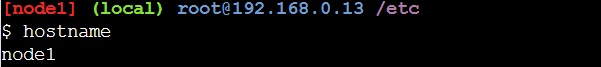 [node1] (local) root@192.168.0.13 /etc
$ hostname
node1